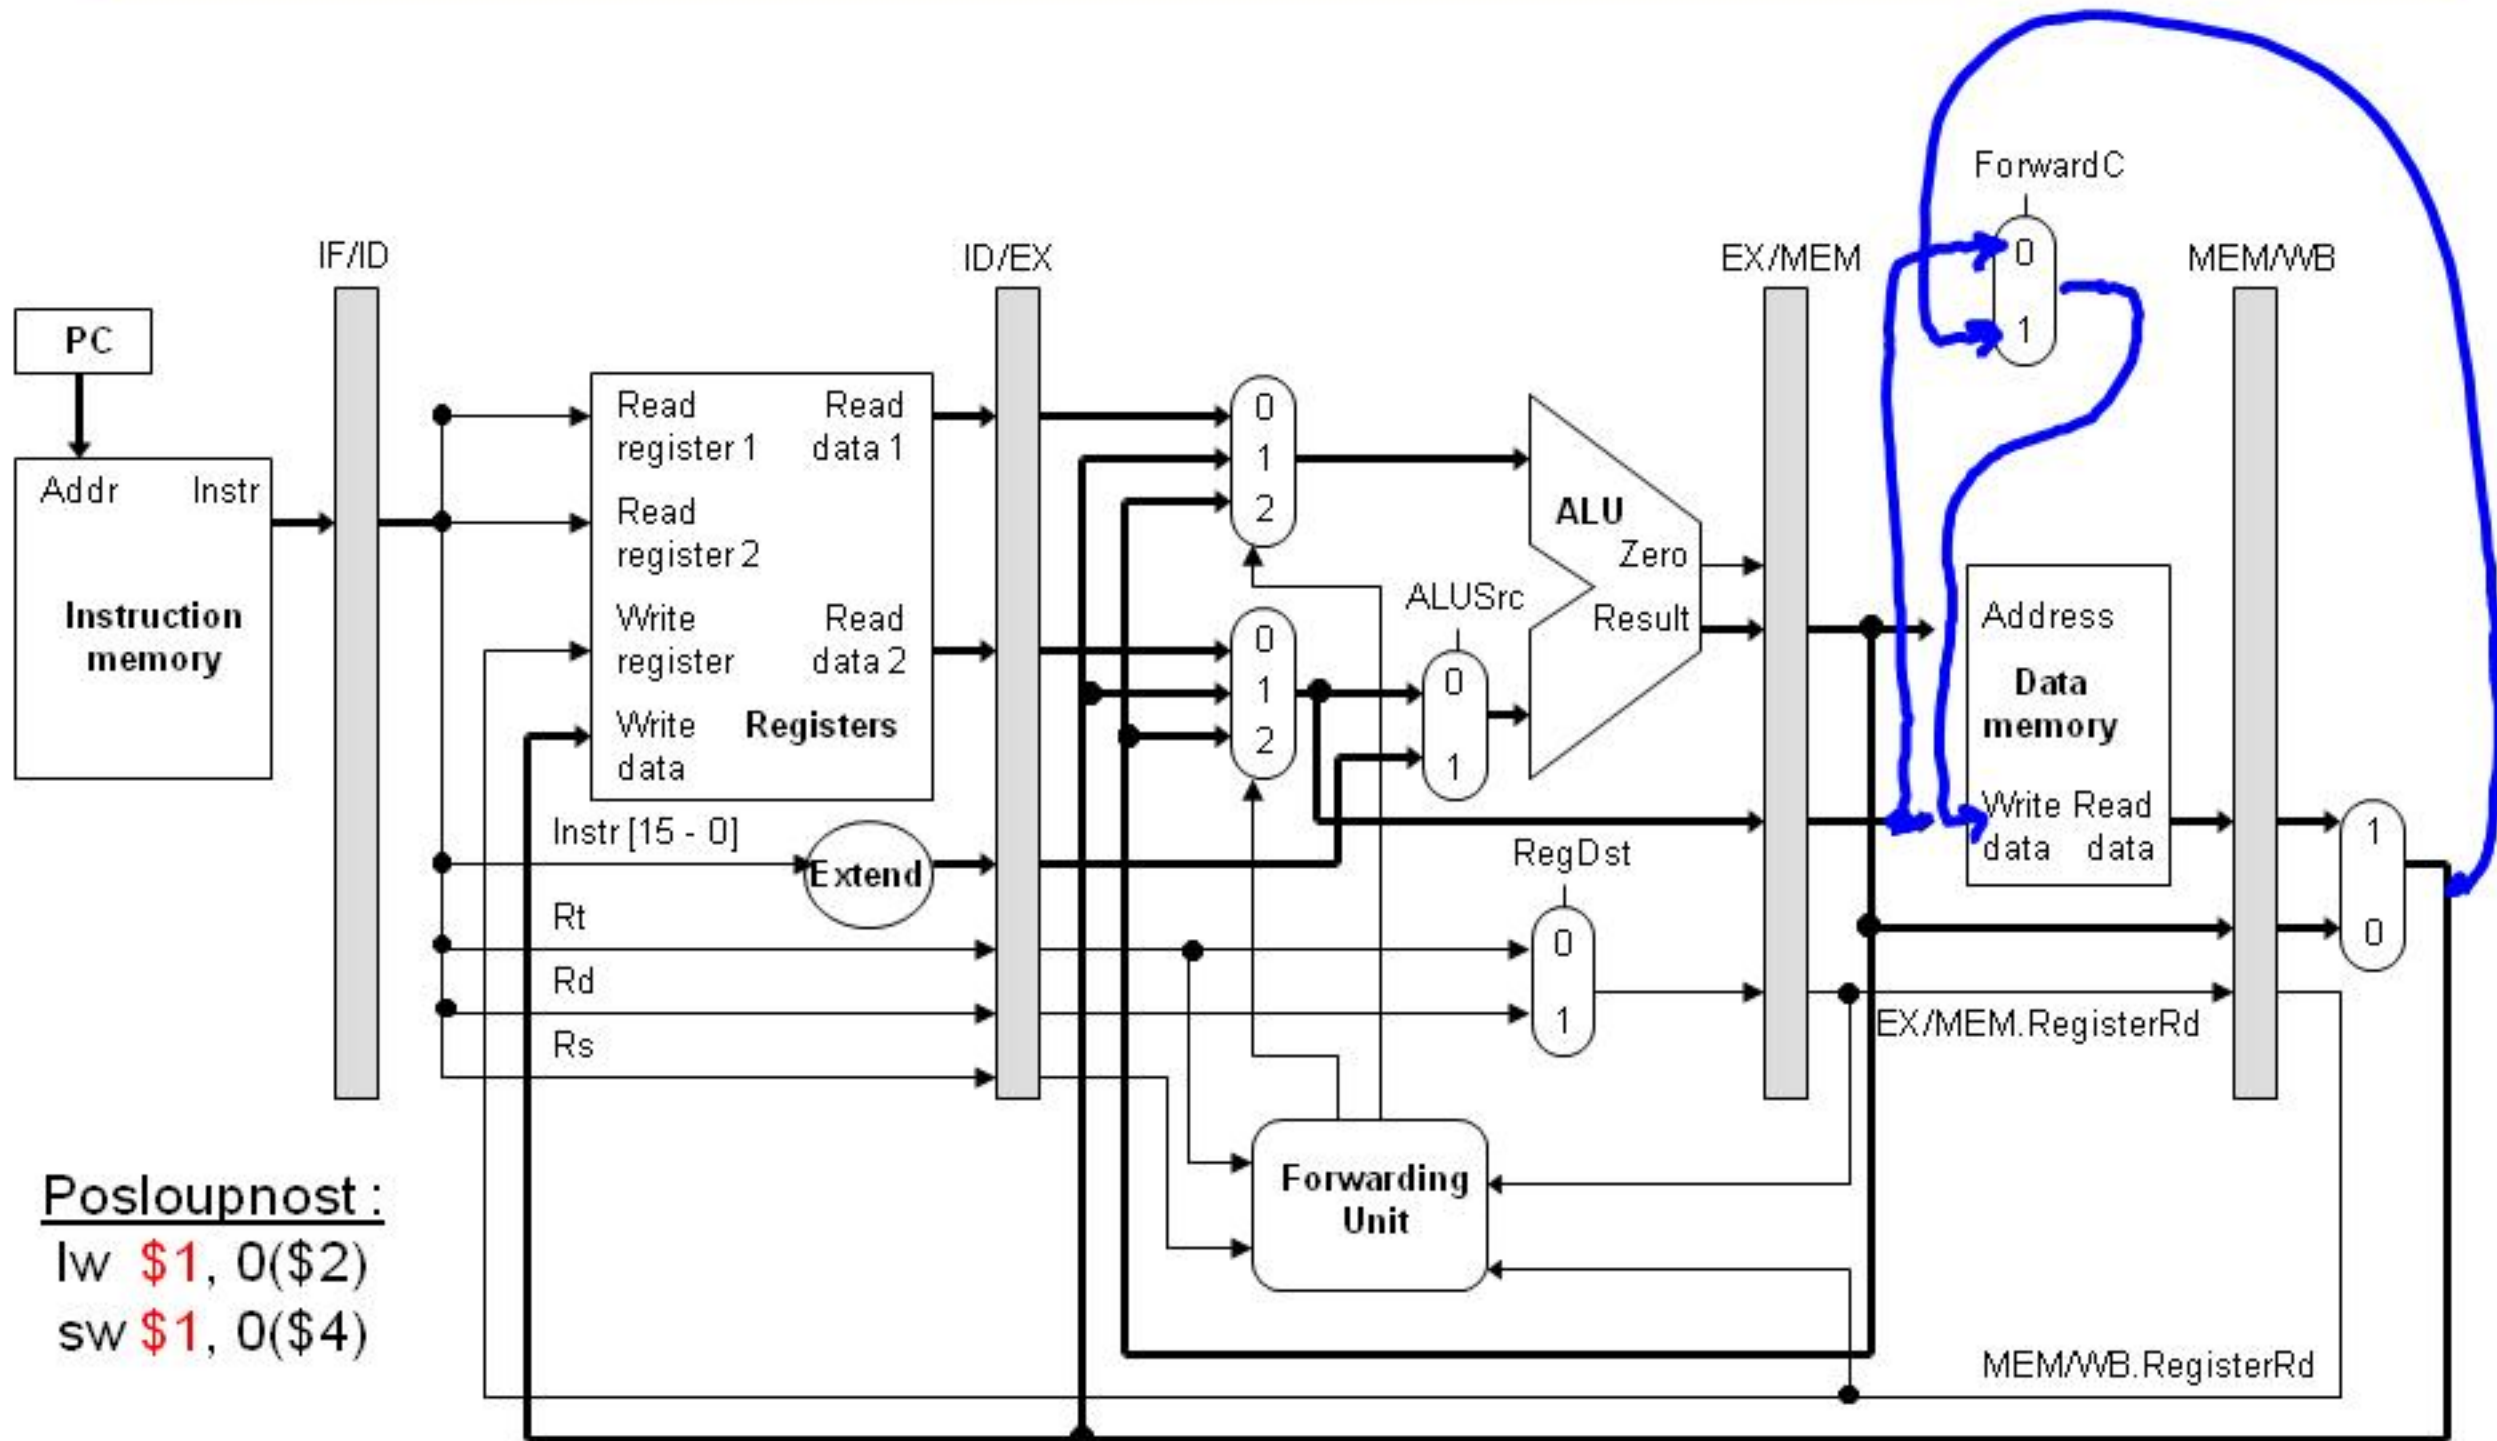 ForwardC
0
1
IF/ID
ID/EX
EX/MEM
MEM/WB
PC
Addr Instr
Instruction
memory
Read
register 1
Read
data 1
Read
register 2
Write
register
Read
data 2
Write
data
Registers
Instr [15 - 0]
Extend
Rt
Rd
Rs
0
1
2
0
1
2
ALUSrc
0
1
ALU
Zero
Result
RegDst
0
1
Address
Data
memory
Write
data
Read
data
1
0
EX/MEM.RegisterRd
Forwarding
Unit
MEM/WB.RegisterRd
Posloupnost :
lw $1, 0($2)
sw $1, 0($4)